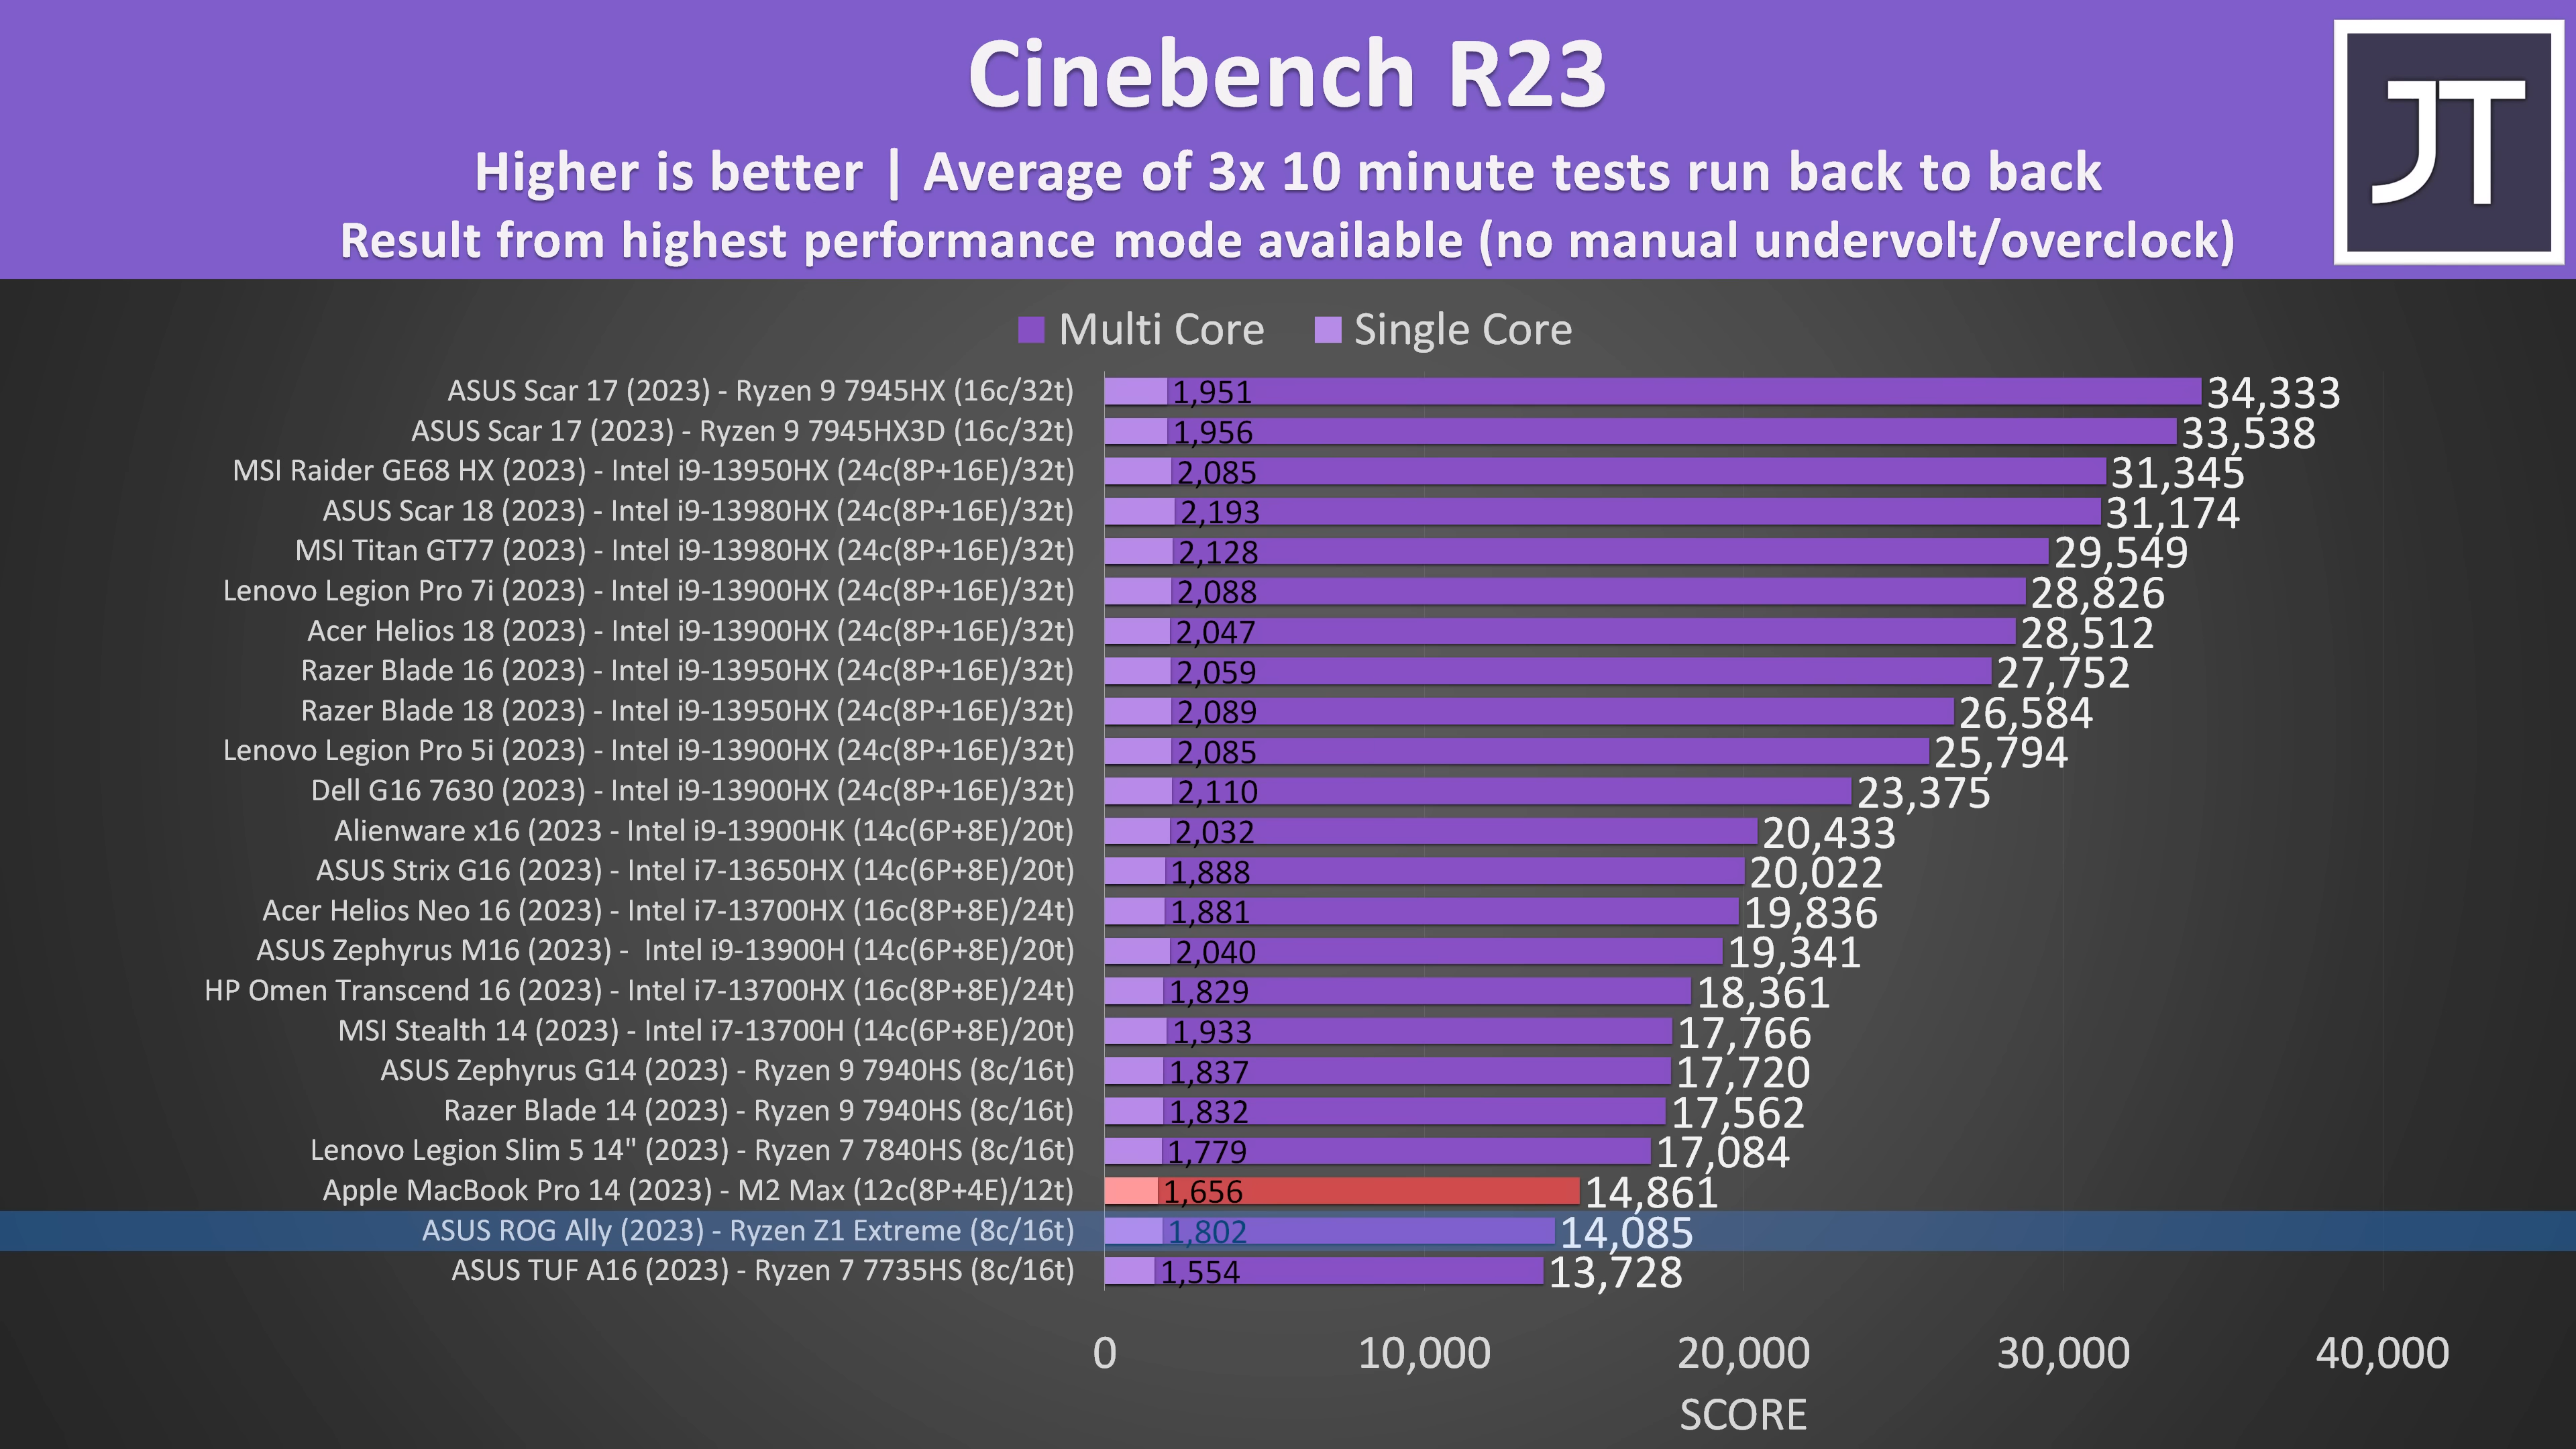 Cinebench R23
Higher is better | Average of 3x 10 minute tests run back to back
Result from highest performance mode available (no manual undervolt/overclock)
JT
Multi Core Single Core
ASUS Scar 17 (2023) - Ryzen 9 7945HX (16c/32t) 1,951 34,333
ASUS Scar 17 (2023) - Ryzen 9 7945HX3D (16c/32t) 1,956 33,538
MSI Raider GE68 HX (2023) - Intel i9-13950HX (24c(8P+16E)/32t) 2,085 31,345
ASUS Scar 18 (2023) - Intel i9-13980HX (24c(8P+16E)/32t) 2,193 31,174
MSI Titan GT77 (2023) - Intel i9-13980HX (24c(8P+16E)/32t) 2,128 29,549
Lenovo Legion Pro 7i (2023) - Intel i9-13900HX (24c(8P+16E)/32t) 2,088 28,826
Acer Helios 18 (2023) - Intel i9-13900HX (24c(8P+16E)/32t) 2,047 28,512
Razer Blade 16 (2023) - Intel i9-13950HX (24c(8P+16E)/32t) 2,059 27,752
Razer Blade 18 (2023) - Intel i9-13950HX (24c(8P+16E)/32t) 2,089 26,584
Lenovo Legion Pro 5i (2023) - Intel i9-13900HX (24c(8P+16E)/32t) 2,085 25,794
Dell G16 7630 (2023) - Intel i9-13900HX (24c(8P+16E)/32t) 2,110 23,375
Alienware x16 (2023 - Intel i9-13900HK (14c(6P+8E)/20t) 2,032 20,433
ASUS Strix G16 (2023) - Intel i7-13650HX (14c(6P+8E)/20t) 1,888 20,022
Acer Helios Neo 16 (2023) - Intel i7-13700HX (16c(8P+8E)/24t) 1,881 19,836
ASUS Zephyrus M16 (2023) - Intel i9-13900H (14c(6P+8E)/20t) 2,040 19,341
HP Omen Transcend 16 (2023) - Intel i7-13700HX (16c(8P+8E)/24t) 1,829 18,361
MSI Stealth 14 (2023) - Intel i7-13700H (14c(6P+8E)/20t) 1,933 17,766
ASUS Zephyrus G14 (2023) - Ryzen 9 7940HS (8c/16t) 1,837 17,720
Razer Blade 14 (2023) - Ryzen 9 7940HS (8c/16t) 1,832 17,562
Lenovo Legion Slim 5 14" (2023) - Ryzen 7 7840HS (8c/16t) 1,779 17,084
Apple MacBook Pro 14 (2023) - M2 Max (12c(8P+4E)/12t) 1,656 14,861
ASUS ROG Ally (2023) - Ryzen Z1 Extreme (8c/16t) 1,802 14,085
ASUS TUF A16 (2023) - Ryzen 7 7735HS (8c/16t) 1,554 13,728
0 10,000 20,000 30,000 40,000
SCORE